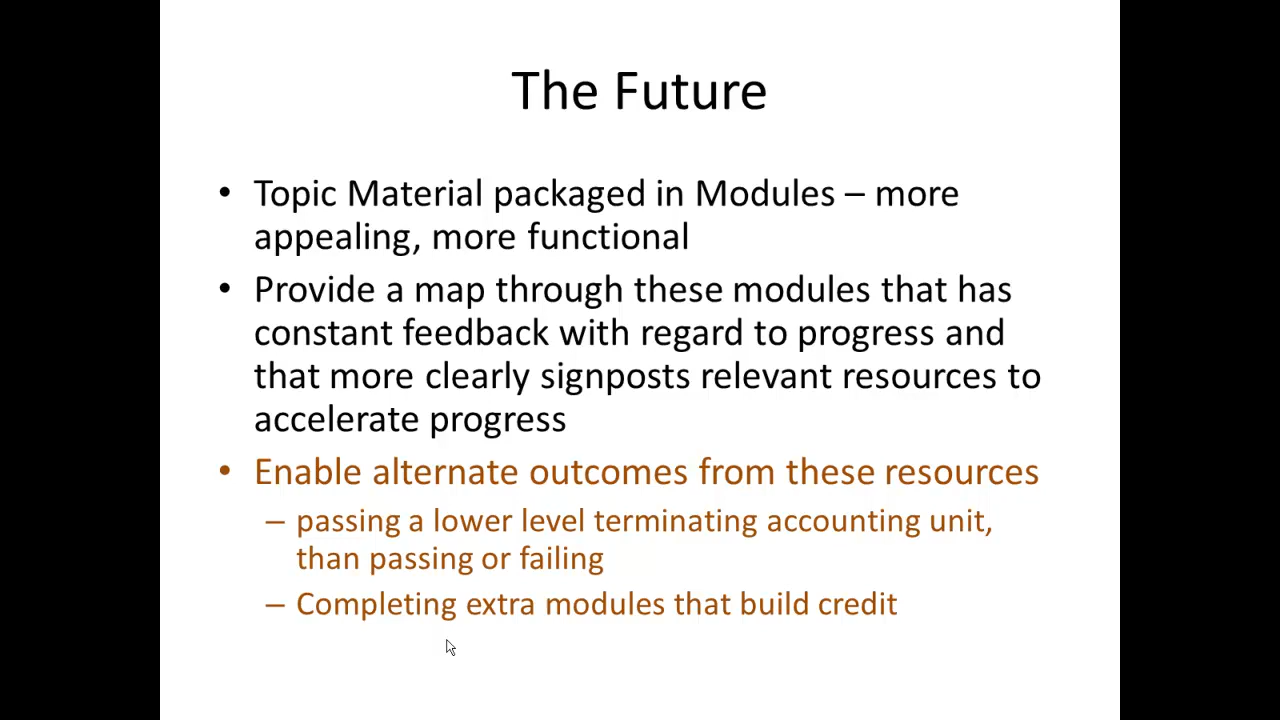 The Future
• Topic Material packaged in Modules – more
appealing, more functional
• Provide a map through these modules that has
constant feedback with regard to progress and
that more clearly signposts relevant resources to
accelerate progress
• Enable alternate outcomes from these resources
– passing a lower level terminating accounting unit,
than passing or failing
– Completing extra modules that build credit